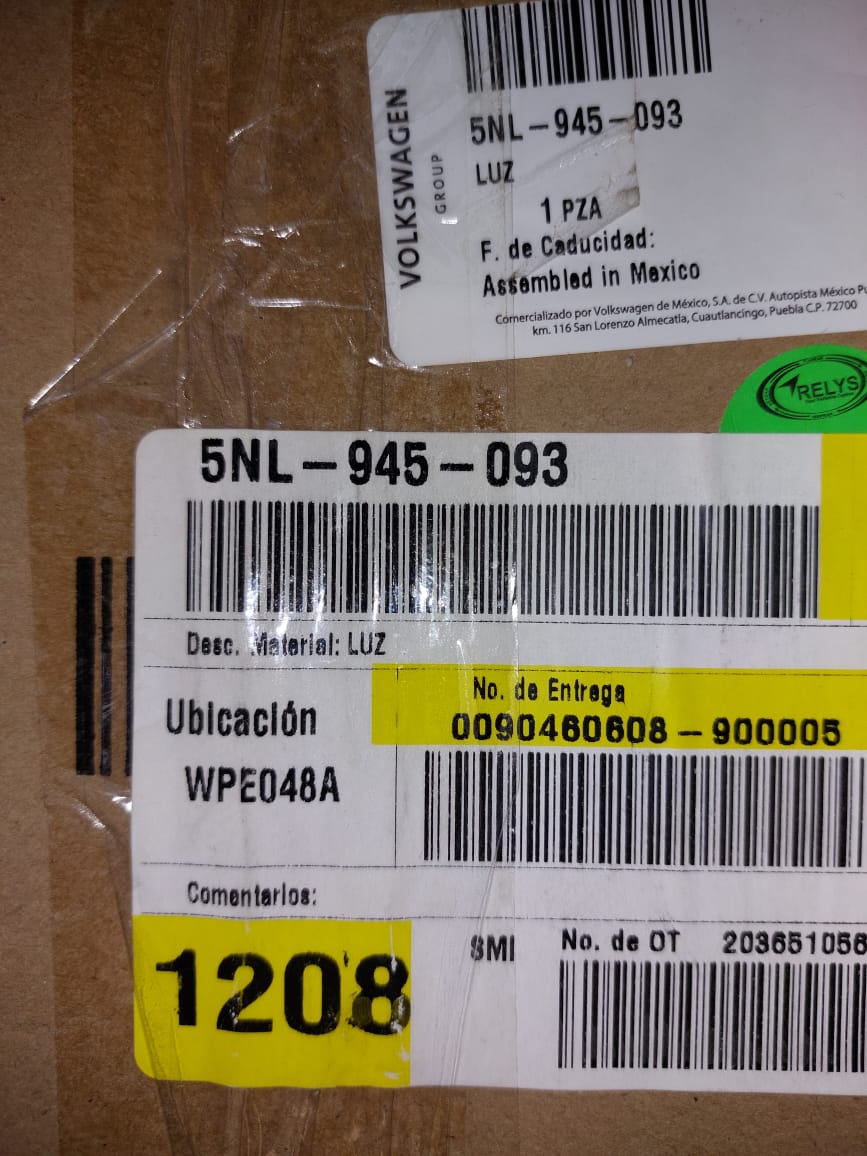 VOLKSWAGEN
GROUP
5NL-945-093
LUZ
1 PZA
F. de Caducidad:
Assembled in Mexico
Comercializado por Volkswagen de México, S.A. de C.V. Autopista México Pu
km. 116 San Lorenzo Almecatla, Cuautlancingo, Puebla C.P. 72700
RELYS
5NL-945-093
Desc. Material: LUZ
No. de Entrega
0090460608-900005
Ubicación
WPE048A
Comentarios:
1208
SMI
No. de OT 203651056